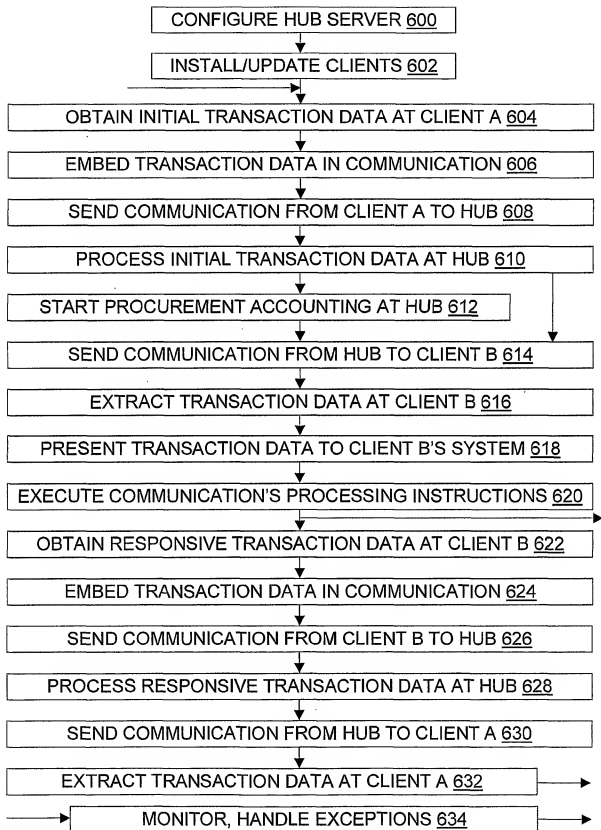 CONFIGURE HUB SERVER 600
INSTALL/UPDATE CLIENTS 602
OBTAIN INITIAL TRANSACTION DATA AT CLIENT A 604
EMBED TRANSACTION DATA IN COMMUNICATION 606
SEND COMMUNICATION FROM CLIENT A TO HUB 608
PROCESS INITIAL TRANSACTION DATA AT HUB 610
START PROCUREMENT ACCOUNTING AT HUB 612
SEND COMMUNICATION FROM HUB TO CLIENT B 614
EXTRACT TRANSACTION DATA AT CLIENT B 616
PRESENT TRANSACTION DATA TO CLIENT B'S SYSTEM 618
EXECUTE COMMUNICATION'S PROCESSING INSTRUCTIONS 620
OBTAIN RESPONSIVE TRANSACTION DATA AT CLIENT B 622
EMBED TRANSACTION DATA IN COMMUNICATION 624
SEND COMMUNICATION FROM CLIENT B TO HUB 626
PROCESS RESPONSIVE TRANSACTION DATA AT HUB 628
SEND COMMUNICATION FROM HUB TO CLIENT A 630
EXTRACT TRANSACTION DATA AT CLIENT A 632
MONITOR, HANDLE EXCEPTIONS 634